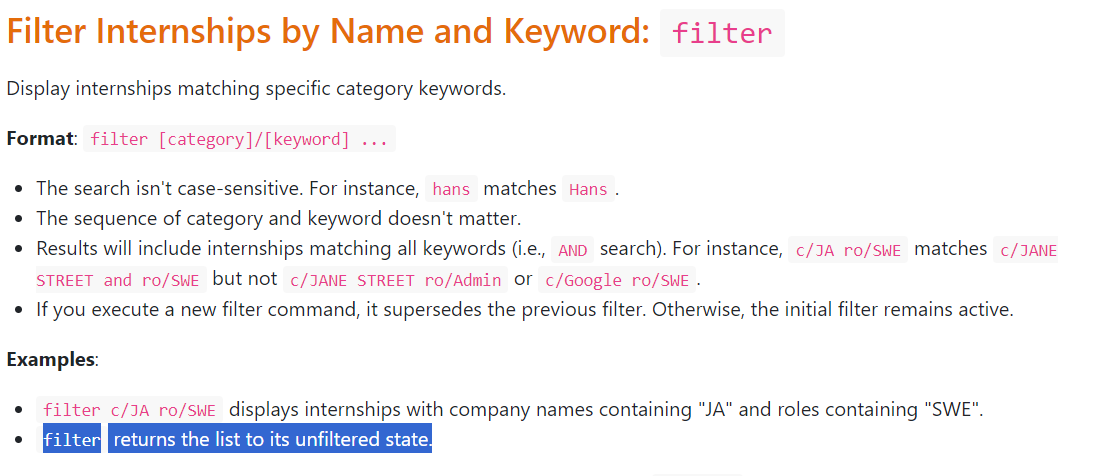 Filter Internships by Name and Keyword: filter
Display internships matching specific category keywords.
Format: filter [category]/[keyword] ...
• The search isn't case-sensitive. For instance, hans matches Hans.
• The sequence of category and keyword doesn't matter.
• Results will include internships matching all keywords (i.e., AND search). For instance, c/JA ro/SWE matches c/JANE
STREET and ro/SWE but not c/JANE STREET ro/Admin or c/Google ro/SWE.
• If you execute a new filter command, it supersedes the previous filter. Otherwise, the initial filter remains active.
Examples:
• filter c/JA ro/SWE displays internships with company names containing "JA" and roles containing "SWE".
• filter returns the list to its unfiltered state.